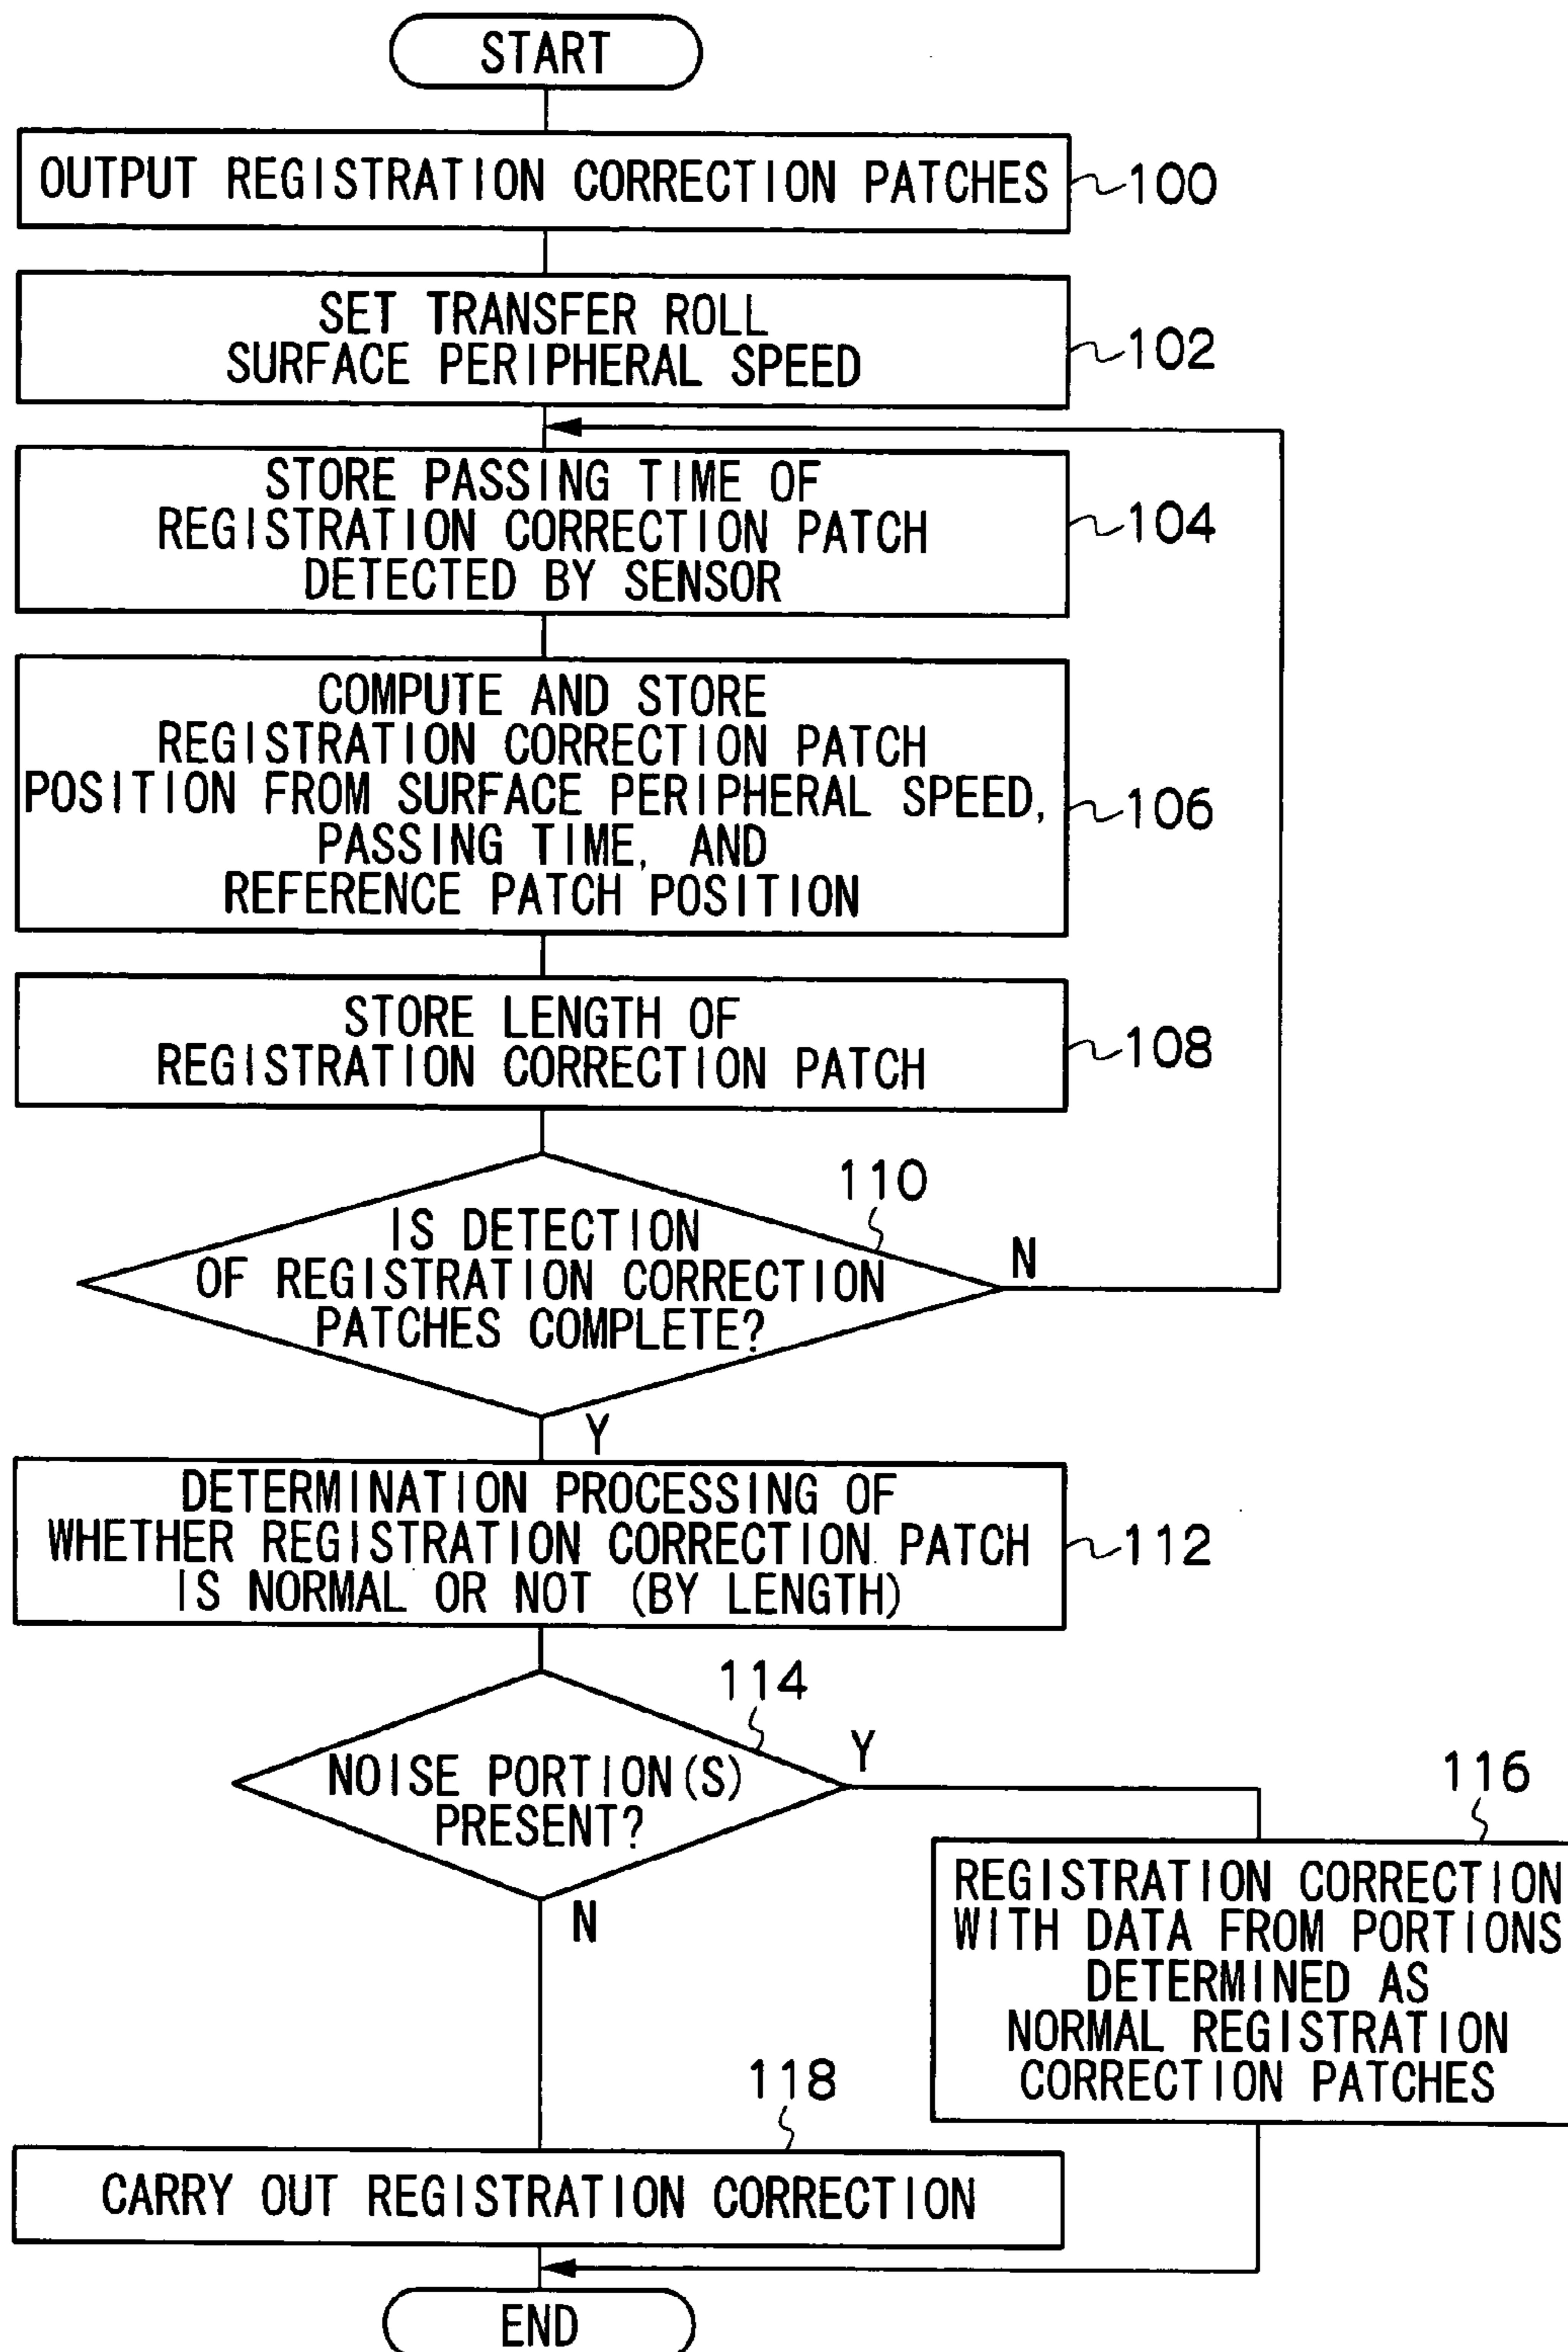 START
OUTPUT REGISTRATION CORRECTION PATCHES
100
SET TRANSFER ROLL
SURFACE PERIPHERAL SPEED
102
STORE PASSING TIME OF
REGISTRATION CORRECTION PATCH
DETECTED BY SENSOR
104
COMPUTE AND STORE
REGISTRATION CORRECTION PATCH
POSITION FROM SURFACE PERIPHERAL SPEED,
PASSING TIME, AND
REFERENCE PATCH POSITION
106
STORE LENGTH OF
REGISTRATION CORRECTION PATCH
108
110
IS DETECTION
OF REGISTRATION CORRECTION
PATCHES COMPLETE?
N
Y
DETERMINATION PROCESSING OF
WHETHER REGISTRATION CORRECTION PATCH
IS NORMAL OR NOT (BY LENGTH)
112
114
NOISE PORTION(S)
PRESENT?
Y
N
116
REGISTRATION CORRECTION
WITH DATA FROM PORTIONS
DETERMINED AS
NORMAL REGISTRATION
CORRECTION PATCHES
118
CARRY OUT REGISTRATION CORRECTION
END